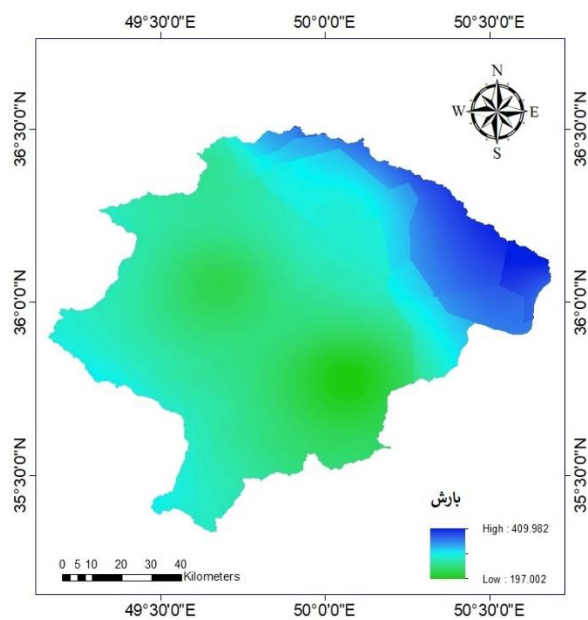 49°30'0"E 50°0'0"E 50°30'0"E
36°30'0"N 36°30'0"N
N
W E
S
36°0'0"N 36°0'0"N
35°30'0"N 35°30'0"N
بارش
High : 409.982
Low : 197.002
0 5 10 20 30 40
Kilometers
49°30'0"E 50°0'0"E 50°30'0"E